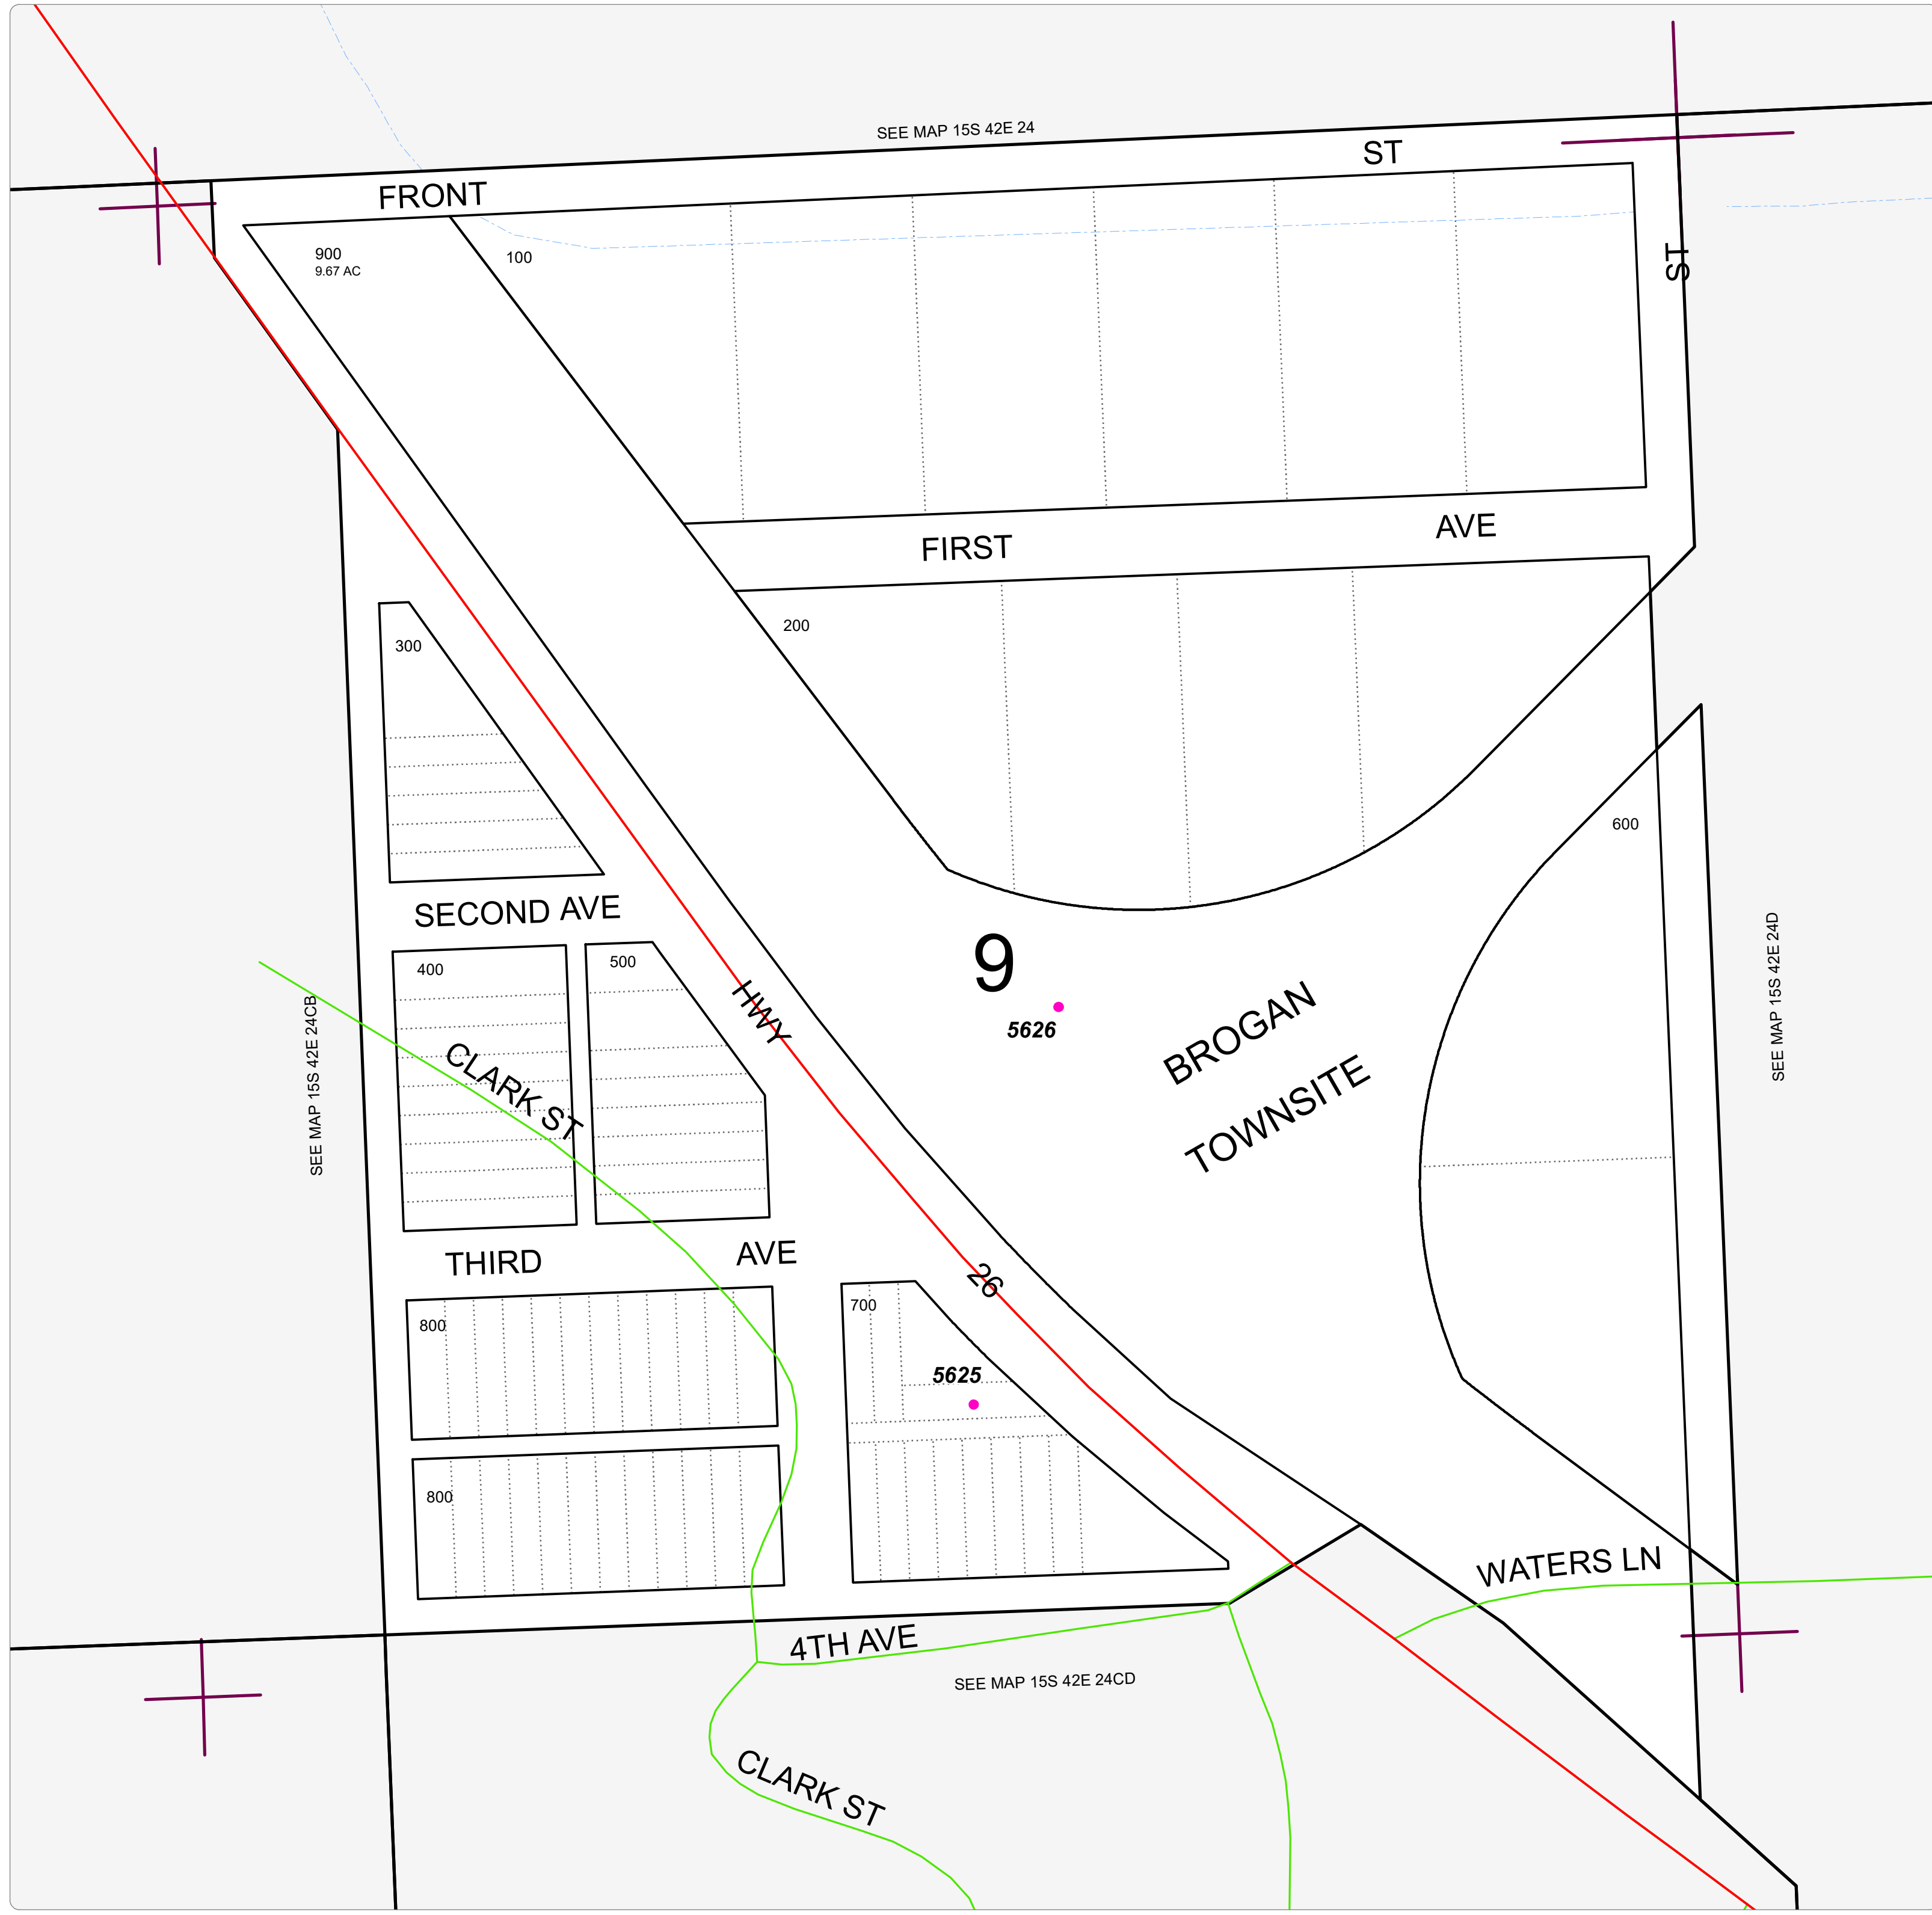 SEE MAP 15S 42E 24
ST
FRONT
900
9.67 AC
100
ST
AVE
FIRST
200
300
600
SECOND AVE
400
500
9
5626
HWY
BROGAN
TOWNSITE
CLARK ST
SEE MAP 15S 42E 24CB
SEE MAP 15S 42E 24D
THIRD
AVE
26
700
800
5625
800
WATERS LN
4TH AVE
SEE MAP 15S 42E 24CD
CLARK ST